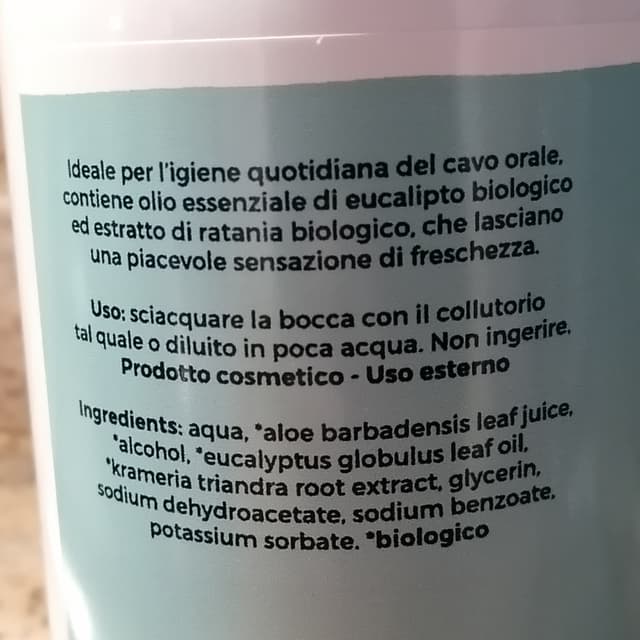 Ideale per l'igiene quotidiana del cavo orale,
contiene olio essenziale di eucalipto biologico
ed estratto di ratania biologico, che lasciano
una piacevole sensazione di freschezza.
Uso: sciacquare la bocca con il collutorio
tal quale o diluito in poca acqua. Non ingerire.
Prodotto cosmetico - Uso esterno
Ingredients: aqua, *aloe barbadensis leaf juice,
*alcohol, *eucalyptus globulus leaf oil,
*krameria triandra root extract, glycerin,
sodium dehydroacetate, sodium benzoate,
potassium sorbate. *biologico